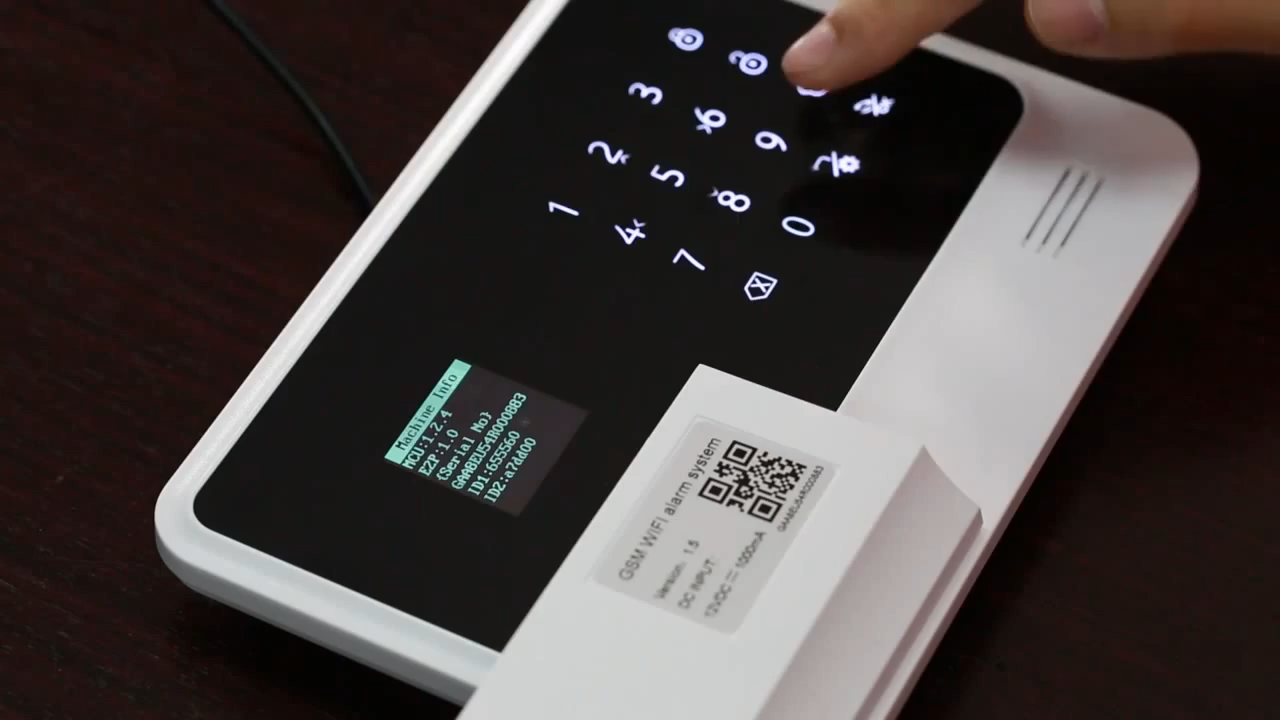 1
2
3
4
5
6
7
8
9
0
Machine Info
MCU:1.2.4
E2P:1.0
{Serial No}
GAA8EU54R000883
ID1:655560
ID2:a7dd00
GSM WIFI alarm system
Version: 1.5
DC INPUT:
12VDC ⎓ 1000mA
GAA8EU54R000883